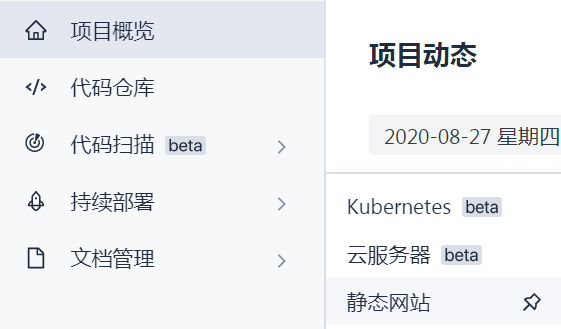 项目概览
代码仓库
代码扫描 beta
持续部署
文档管理
项目动态
2020-08-27 星期四
Kubernetes beta
云服务器 beta
静态网站